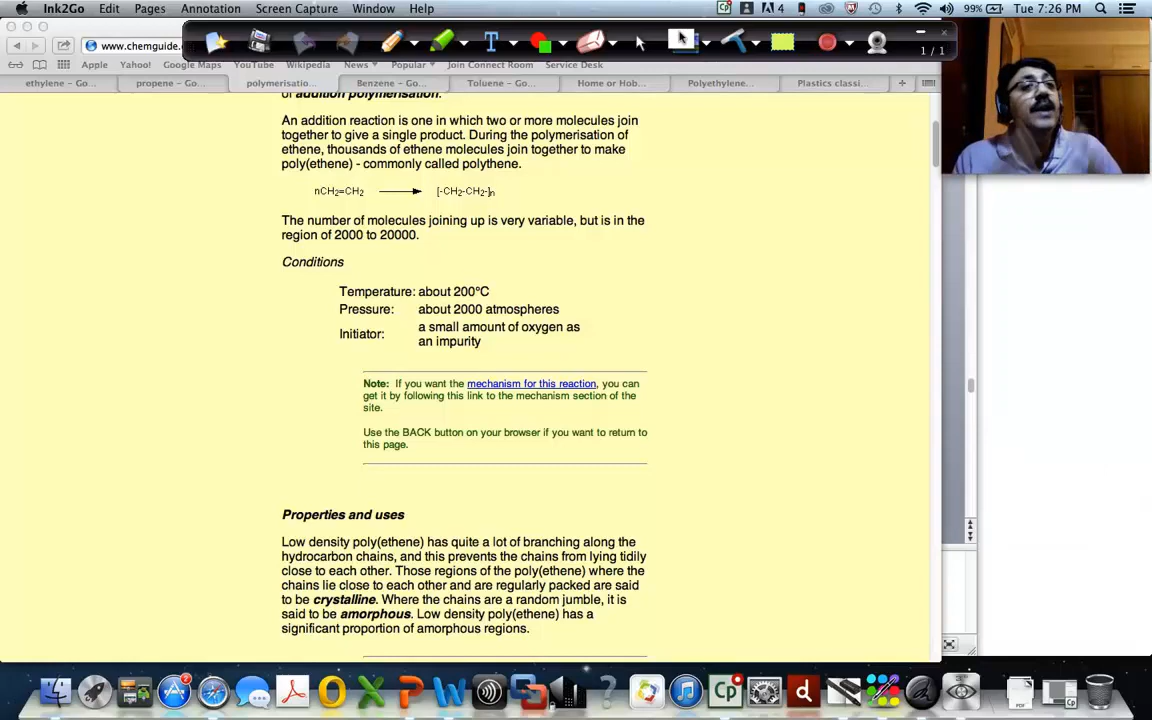 Ink2Go Edit Pages Annotation Screen Capture Window Help 4 99% Tue 7:26 PM
www.chemguide.
1 / 1
Apple Yahoo! Google Maps YouTube Wikipedia News Popular Join Connect Room Service Desk
ethylene – Go... propene – Go... polymerisatio... Benzene – Go... Toluene – Go... Home or Hob... Polyethylene... Plastics classi...
of addition polymerisation.
An addition reaction is one in which two or more molecules join
together to give a single product. During the polymerisation of
ethene, thousands of ethene molecules join together to make
poly(ethene) - commonly called polythene.
nCH2=CH2 [-CH2-CH2-]n
The number of molecules joining up is very variable, but is in the
region of 2000 to 20000.
Conditions
Temperature: about 200°C
Pressure: about 2000 atmospheres
Initiator: a small amount of oxygen as
an impurity
Note: If you want the mechanism for this reaction, you can
get it by following this link to the mechanism section of the
site.
Use the BACK button on your browser if you want to return to
this page.
Properties and uses
Low density poly(ethene) has quite a lot of branching along the
hydrocarbon chains, and this prevents the chains from lying tidily
close to each other. Those regions of the poly(ethene) where the
chains lie close to each other and are regularly packed are said
to be crystalline. Where the chains are a random jumble, it is
said to be amorphous. Low density poly(ethene) has a
significant proportion of amorphous regions.